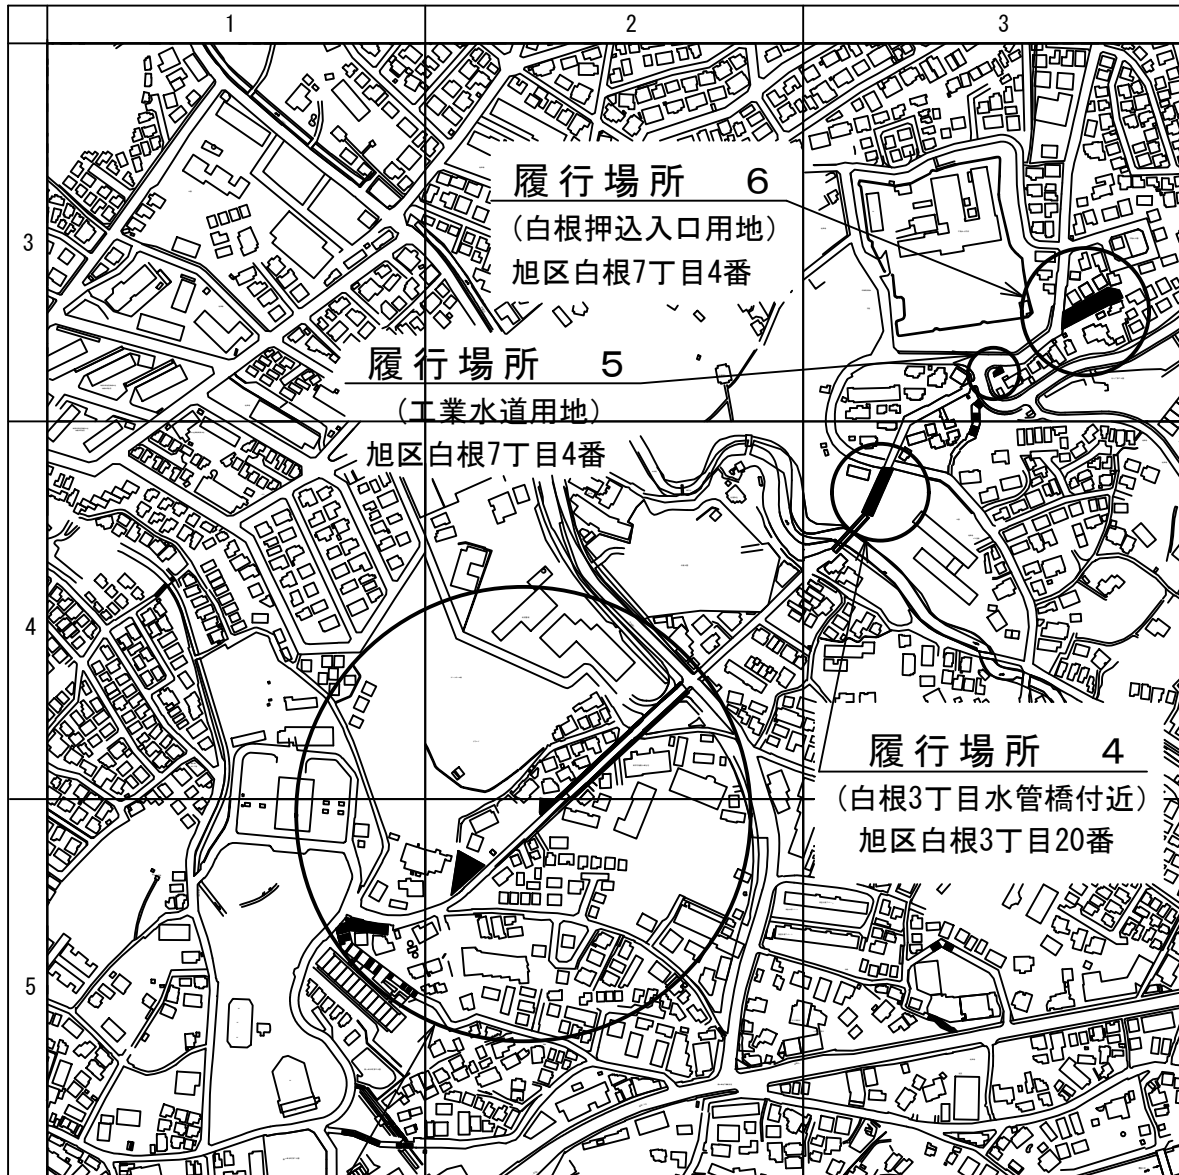 1
2
3
3
4
5
履行場所 6
(白根押込入口用地)
旭区白根7丁目4番
履行場所 5
(工業水道用地)
旭区白根7丁目4番
履行場所 4
(白根3丁目水管橋付近)
旭区白根3丁目20番